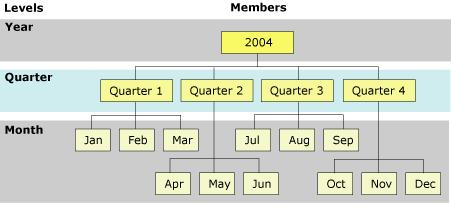 Levels Members
Year
2004
Quarter
Quarter 1 Quarter 2 Quarter 3 Quarter 4
Month
Jan Feb Mar Jul Aug Sep
Apr May Jun Oct Nov Dec